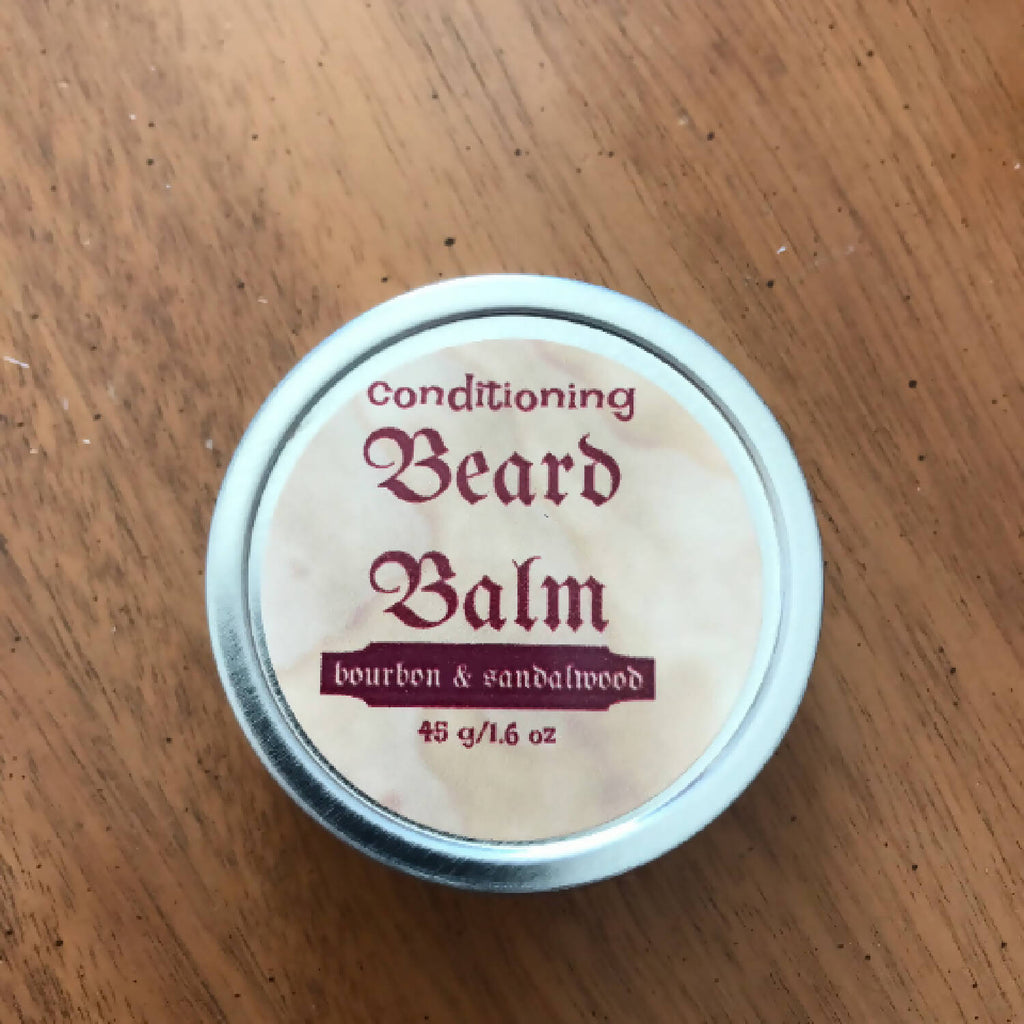 conditioning
Beard
Balm
bourbon & sandalwood
45 g/1.6 oz